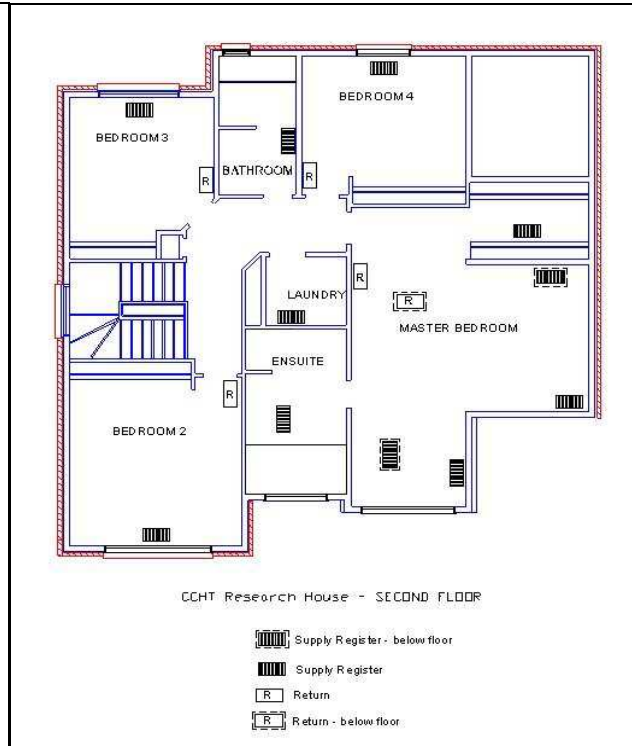 BEDROOM 4
BEDROOM 3
BATHROOM
R
R
R
LAUNDRY
R
MASTER BEDROOM
ENSUITE
R
BEDROOM 2
CCHT Research House - SECOND FLOOR
Supply Register - below floor
Supply Register
R Return
R Return - below floor